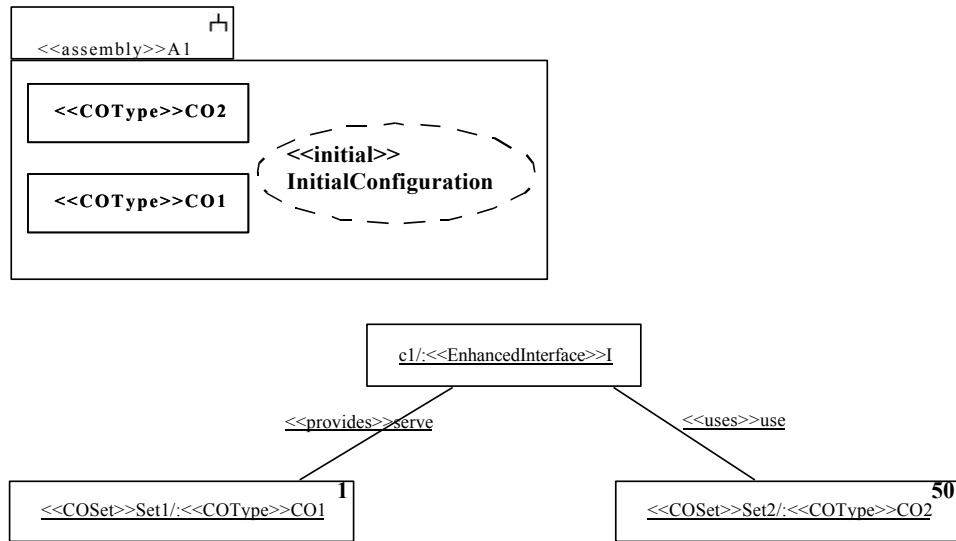 <<assembly>>A1
<<COType>>CO2
<<initial>>
InitialConfiguration
<<COType>>CO1
c1/:<<EnhancedInterface>>I
<<provides>>serve
<<uses>>use
1
<<COSet>>Set1/:<<COType>>CO1
50
<<COSet>>Set2/:<<COType>>CO2